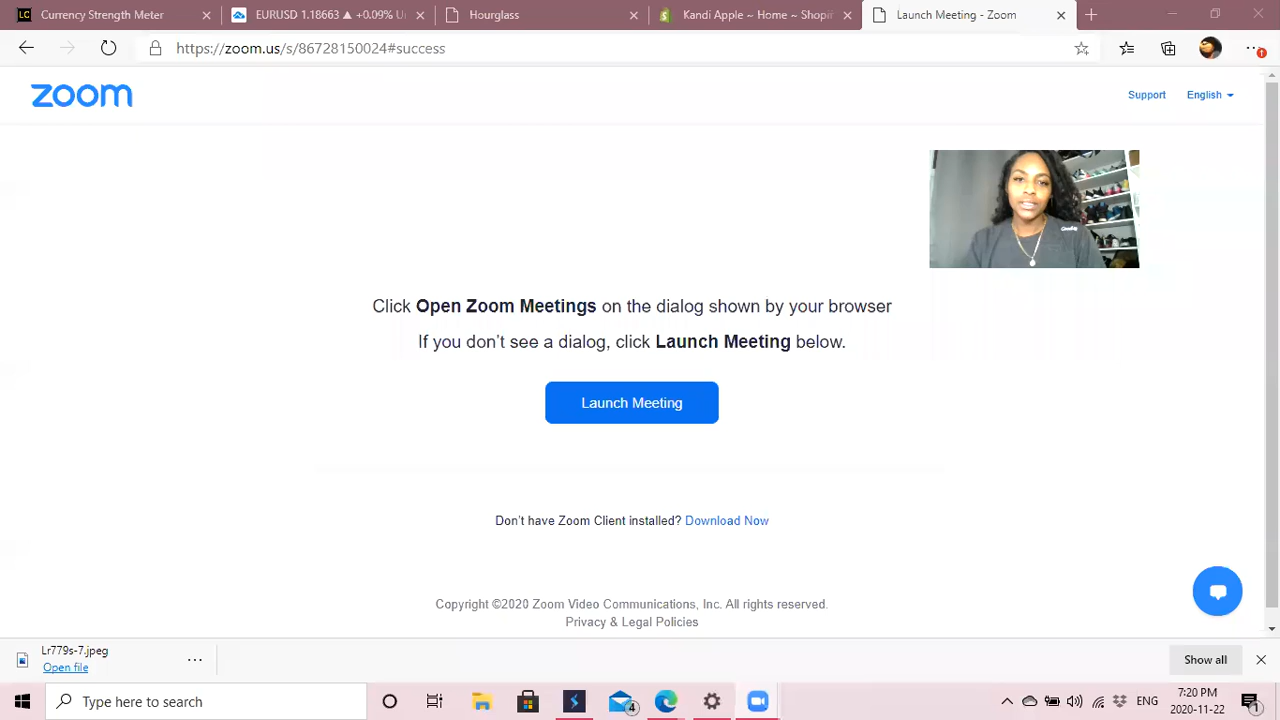 Currency Strength Meter
EURUSD 1.18663 ▲ +0.09% U
Hourglass
Kandi Apple ~ Home ~ Shopif
Launch Meeting - Zoom
https://zoom.us/s/86728150024#success
zoom
Support
English
Click Open Zoom Meetings on the dialog shown by your browser
If you don't see a dialog, click Launch Meeting below.
Launch Meeting
Don't have Zoom Client installed? Download Now
Copyright ©2020 Zoom Video Communications, Inc. All rights reserved.
Privacy & Legal Policies
Lr779s-7.jpeg
Open file
Show all
Type here to search
4
ENG
7:20 PM
2020-11-22
1